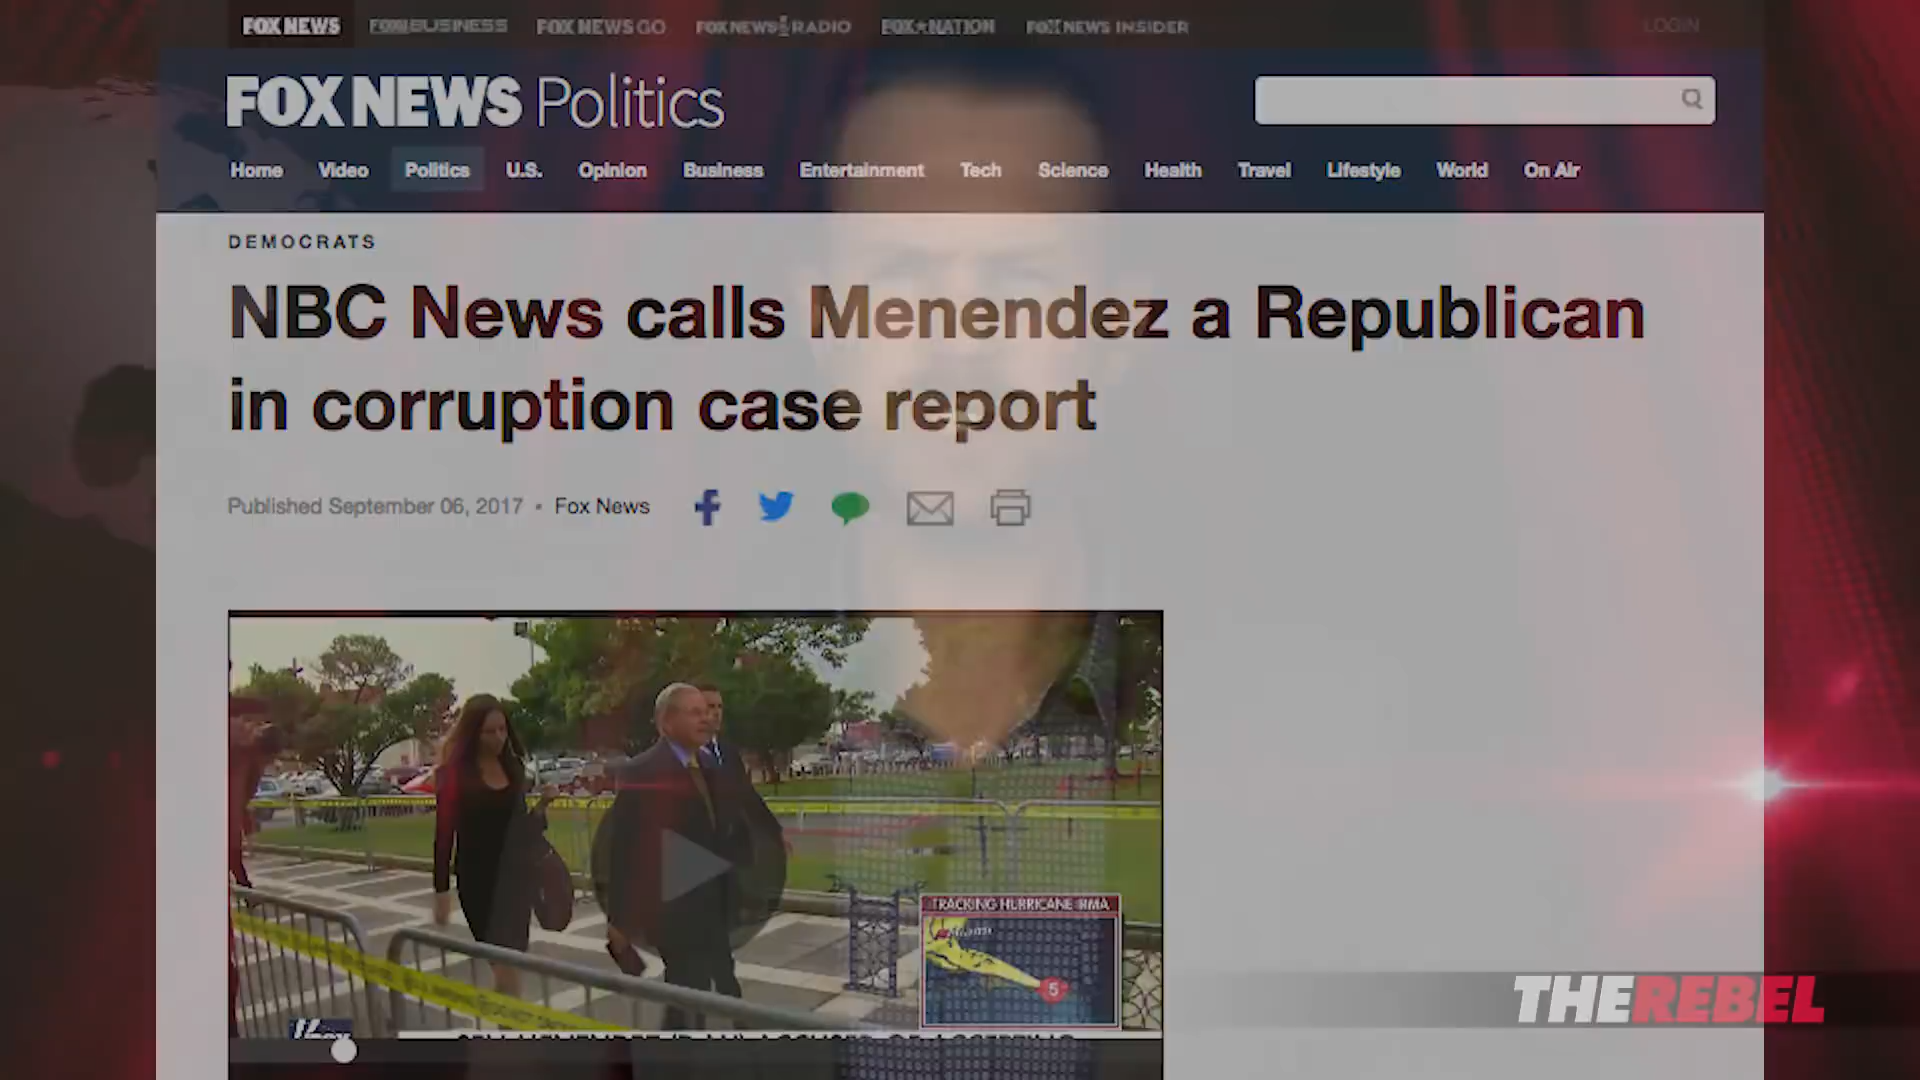 FOX NEWS FOX BUSINESS FOX NEWS GO FOX NEWS RADIO FOX NATION FOX NEWS INSIDER LOGIN
FOX NEWS Politics
Home Video Politics U.S. Opinion Business Entertainment Tech Science Health Travel Lifestyle World On Air
DEMOCRATS
NBC News calls Menendez a Republican
in corruption case report
Published September 06, 2017 • Fox News
TRACKING HURRICANE IRMA
5
THE REBEL